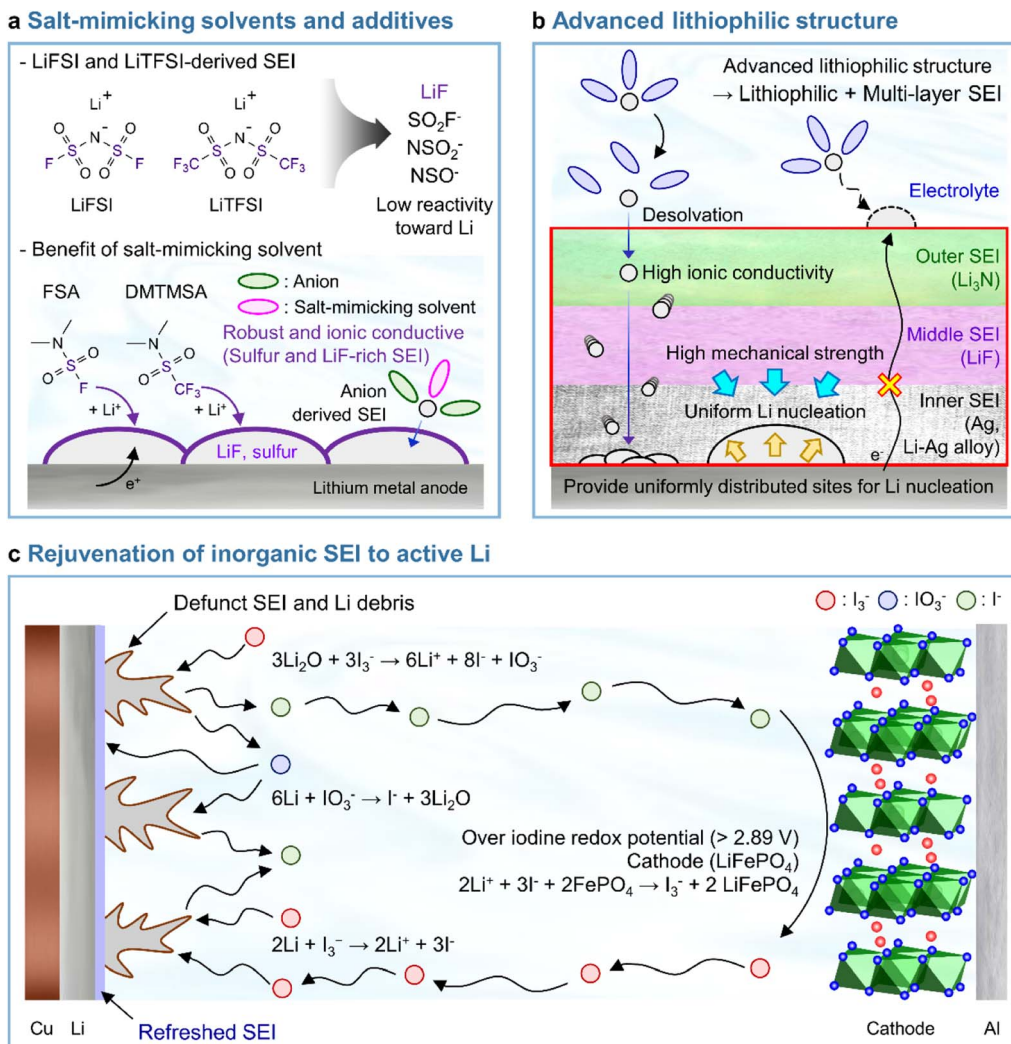 a Salt-mimicking solvents and additives
- LiFSI and LiTFSI-derived SEI
Li⁺
O O
S N⁻ S
F O O F
LiFSI
Li⁺
O O
S N⁻ S
F₃C O O CF₃
LiTFSI
LiF
SO₂F⁻
NSO₂⁻
NSO⁻
Low reactivity
toward Li
- Benefit of salt-mimicking solvent
FSA
N
O
S
O
F
+ Li⁺
DMTMSA
N
O
S
O
CF₃
+ Li⁺
: Anion
: Salt-mimicking solvent
Robust and ionic conductive
(Sulfur and LiF-rich SEI)
Anion
derived SEI
LiF, sulfur
e⁺
Lithium metal anode
b Advanced lithiophilic structure
Advanced lithiophilic structure
→ Lithiophilic + Multi-layer SEI
Electrolyte
Desolvation
Outer SEI
(Li₃N)
High ionic conductivity
Middle SEI
(LiF)
High mechanical strength
Uniform Li nucleation
Inner SEI
(Ag,
Li-Ag alloy)
e⁻
Provide uniformly distributed sites for Li nucleation
c Rejuvenation of inorganic SEI to active Li
Defunct SEI and Li debris
: I₃⁻ : IO₃⁻ : I⁻
3Li₂O + 3I₃⁻ → 6Li⁺ + 8I⁻ + IO₃⁻
6Li + IO₃⁻ → I⁻ + 3Li₂O
Over iodine redox potential (> 2.89 V)
Cathode (LiFePO₄)
2Li⁺ + 3I⁻ + 2FePO₄ → I₃⁻ + 2 LiFePO₄
2Li + I₃⁻ → 2Li⁺ + 3I⁻
Cu Li Refreshed SEI Cathode Al